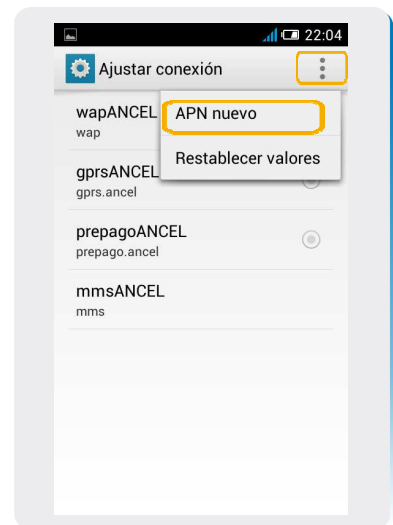 22:04
Ajustar conexión
wapANCEL
wap
APN nuevo
Restablecer valores
gprsANCEL
gprs.ancel
prepagoANCEL
prepago.ancel
mmsANCEL
mms